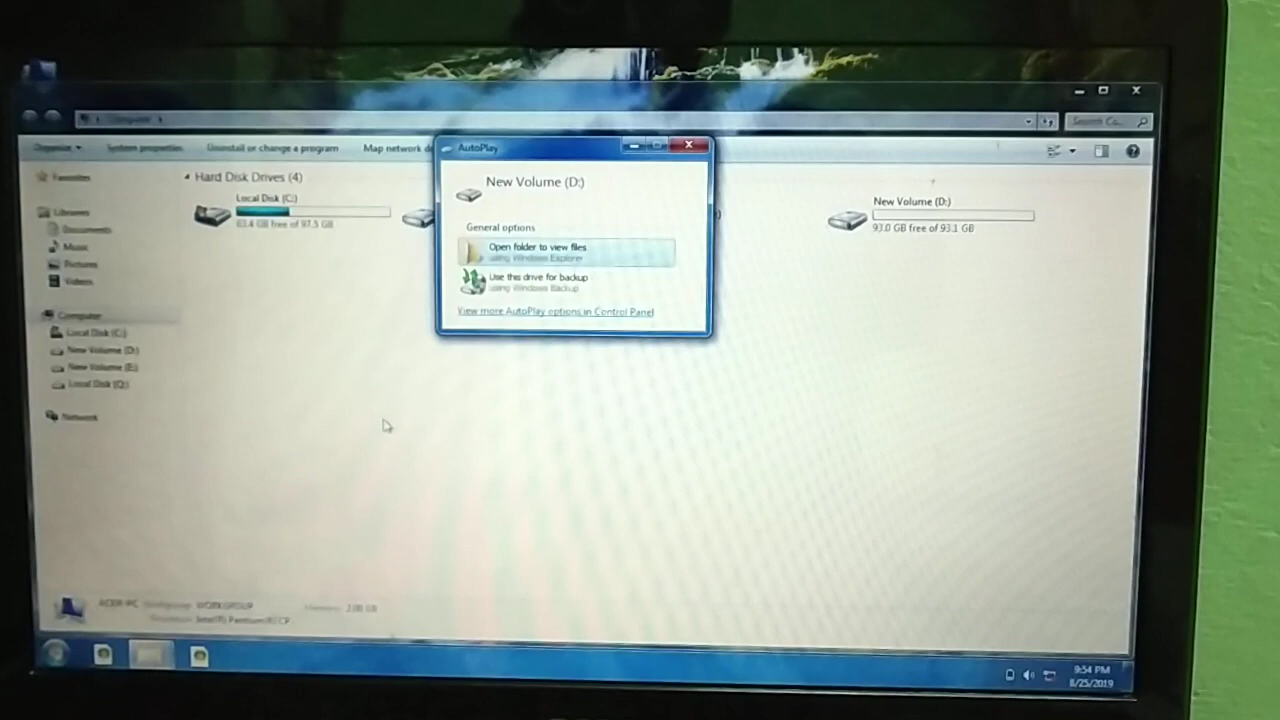 Computer
Search Co...
Organize
System properties
Uninstall or change a program
Map network
AutoPlay
New Volume (D:)
General options
Open folder to view files
using Windows Explorer
Use this drive for backup
using Windows Backup
View more AutoPlay options in Control Panel
Favorites
Libraries
Documents
Music
Pictures
Videos
Computer
Local Disk (C:)
New Volume (D:)
New Volume (E:)
Local Disk (Q:)
Network
Hard Disk Drives (4)
Local Disk (C:)
83.4 GB free of 97.5 GB
New Volume (D:)
93.0 GB free of 93.1 GB
ACER-PC Workgroup: WORKGROUP Memory: 2.00 GB
Processor: Intel(R) Pentium(R) CP
9:54 PM
8/25/2019